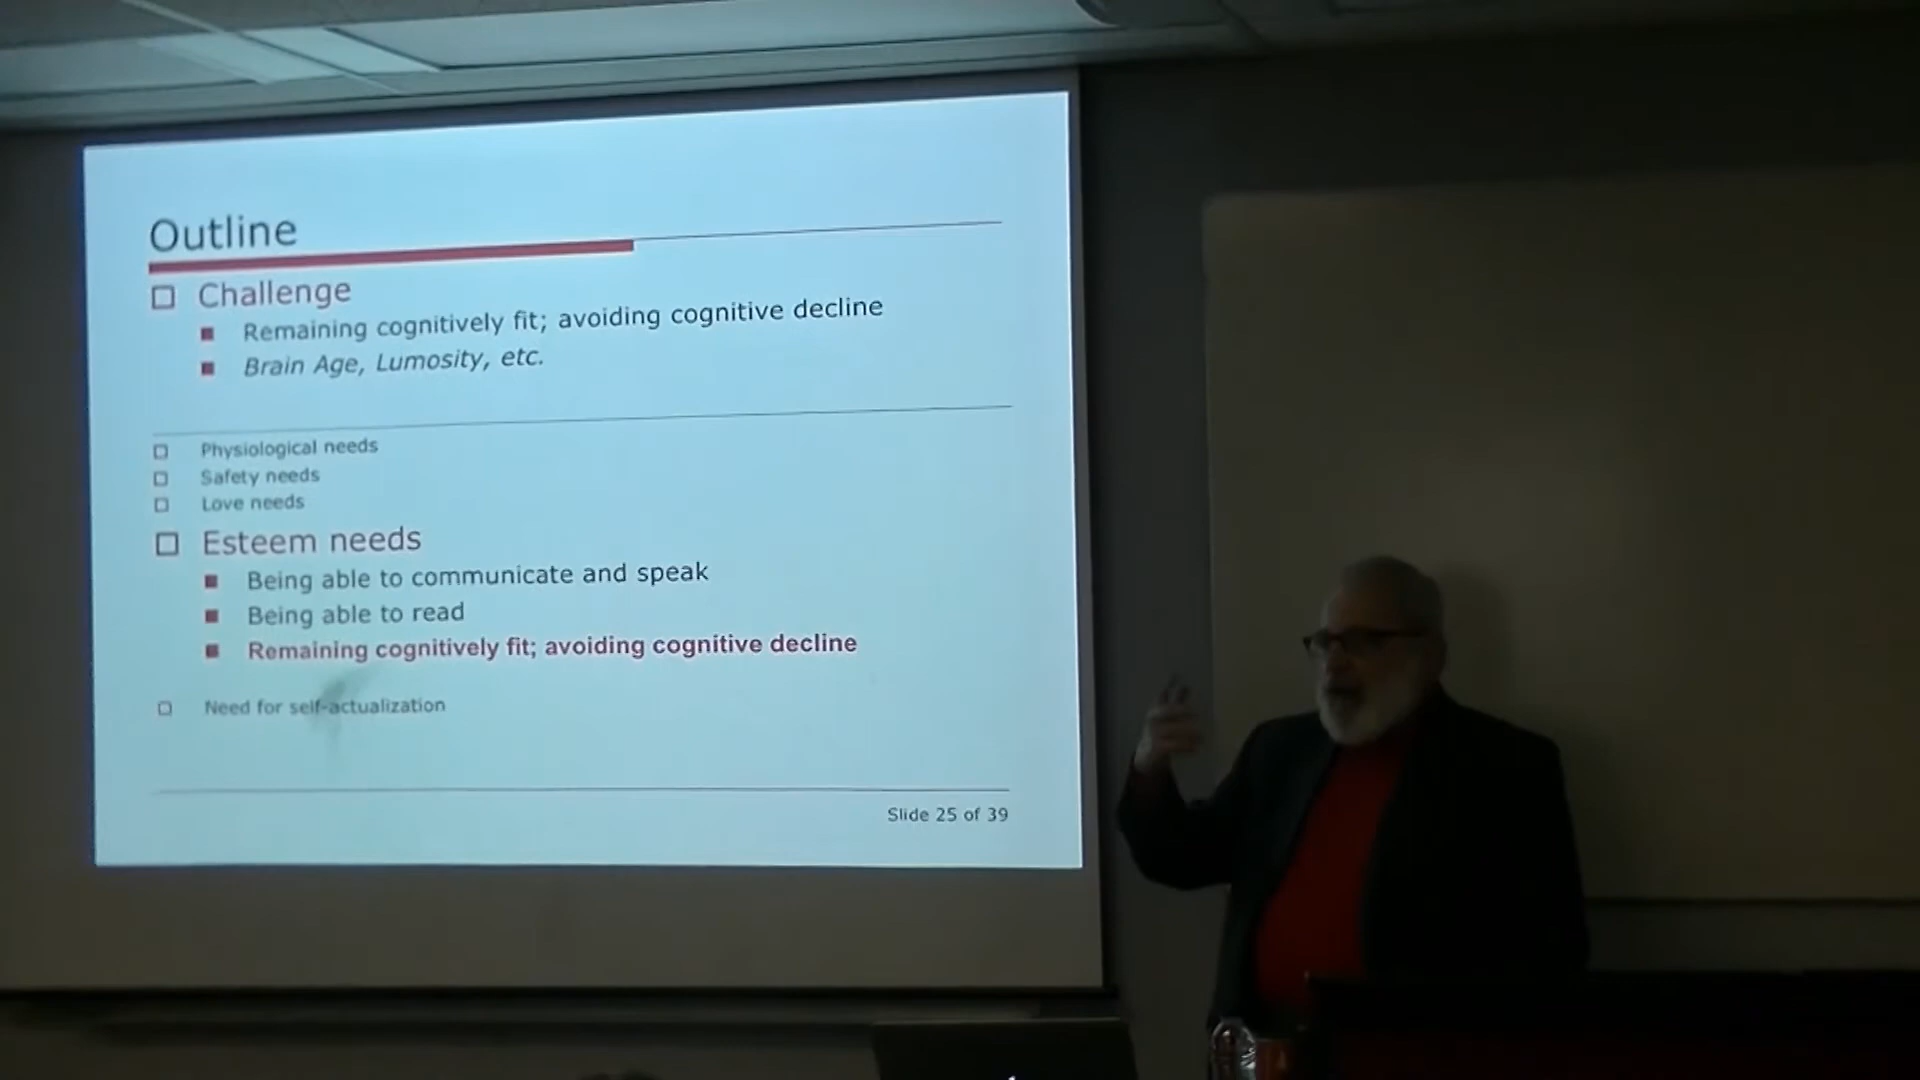 Outline
Challenge
Remaining cognitively fit; avoiding cognitive decline
Brain Age, Lumosity, etc.
Physiological needs
Safety needs
Love needs
Esteem needs
Being able to communicate and speak
Being able to read
Remaining cognitively fit; avoiding cognitive decline
Need for self-actualization
Slide 25 of 39